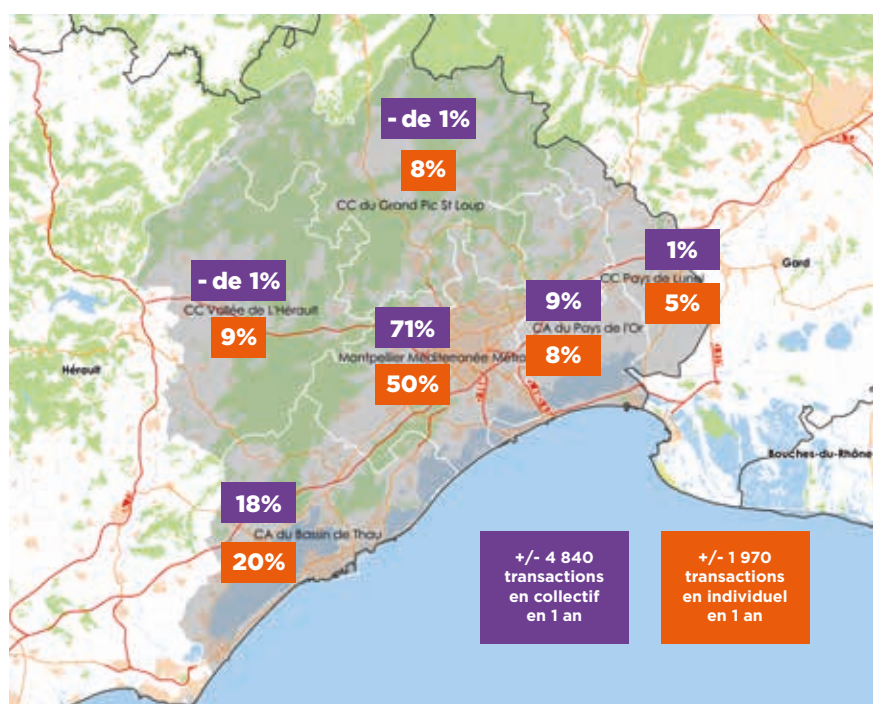 - de 1%
8%
CC du Grand Pic St Loup
1%
CC Pays de Lunel
5%
Gard
- de 1%
CC Vallée de L'Hérault
9%
9%
CA du Pays de l'Or
8%
71%
Montpellier Méditerranée Métro
50%
Hérault
Bouches-du-Rhône
18%
CA du Bassin de Thau
20%
+/- 4 840
transactions
en collectif
en 1 an
+/- 1 970
transactions
en individuel
en 1 an